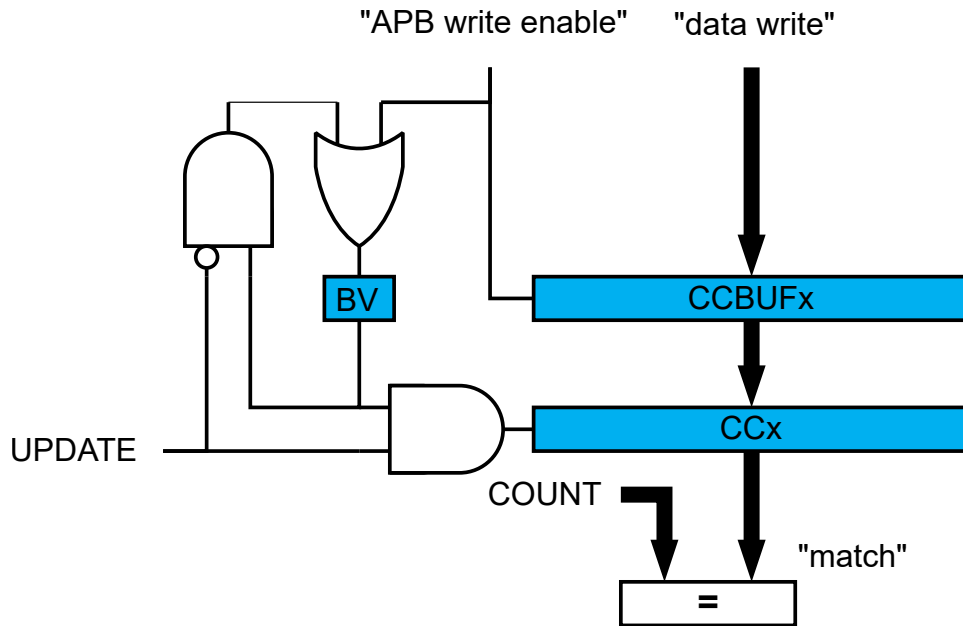 "APB write enable"
"data write"
BV
CCBUFx
UPDATE
CCx
COUNT
"match"
=